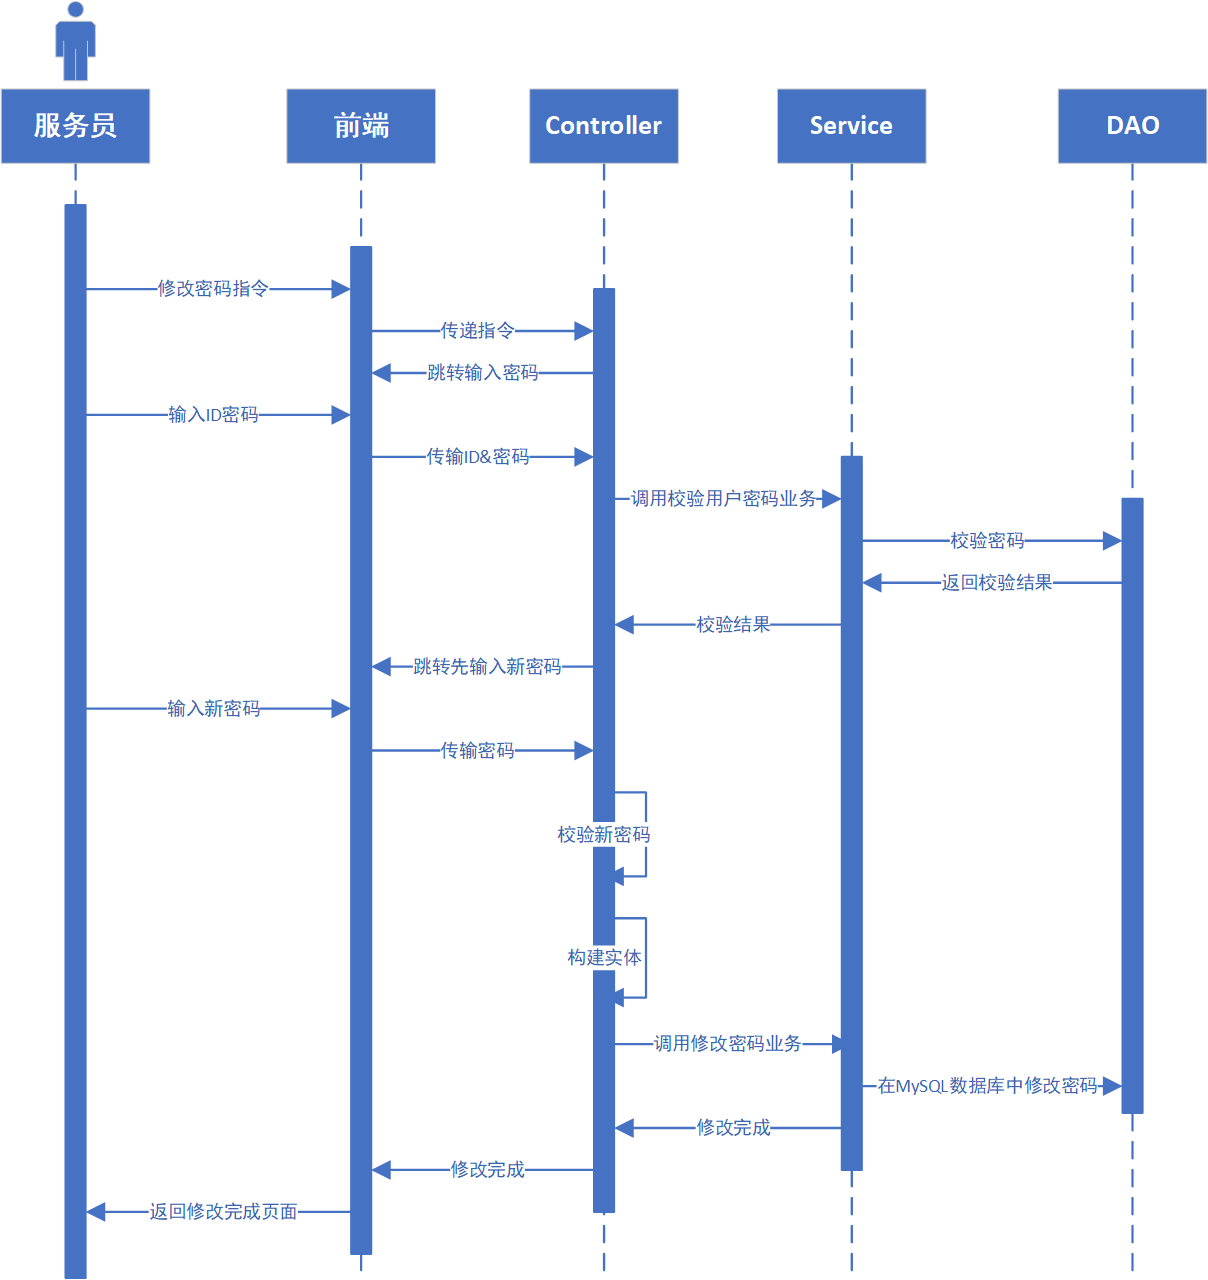 服务员
前端
Controller
Service
DAO
修改密码指令
传递指令
跳转输入密码
输入ID密码
传输ID&密码
调用校验用户密码业务
校验密码
返回校验结果
校验结果
跳转先输入新密码
输入新密码
传输密码
校验新密码
构建实体
调用修改密码业务
在MySQL数据库中修改密码
修改完成
修改完成
返回修改完成页面